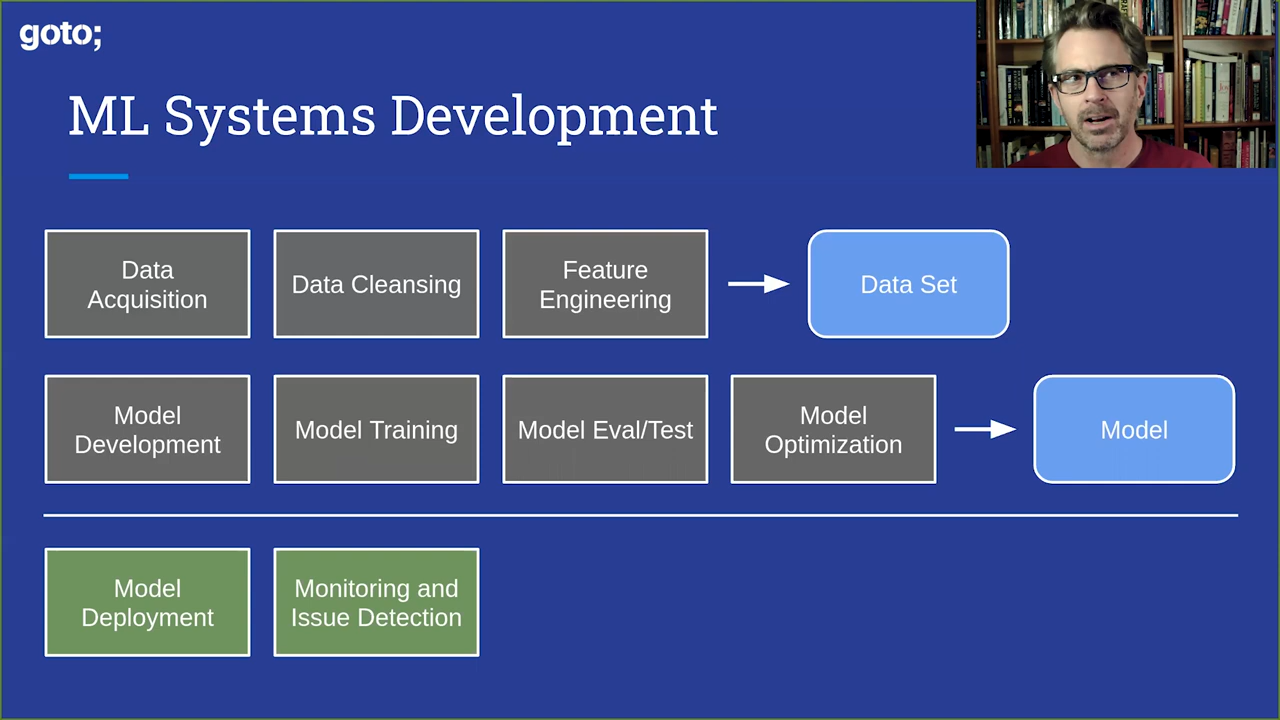 goto;
ML Systems Development
Data
Acquisition
Data Cleansing
Feature
Engineering
Data Set
Model
Development
Model Training
Model Eval/Test
Model
Optimization
Model
Model
Deployment
Monitoring and
Issue Detection